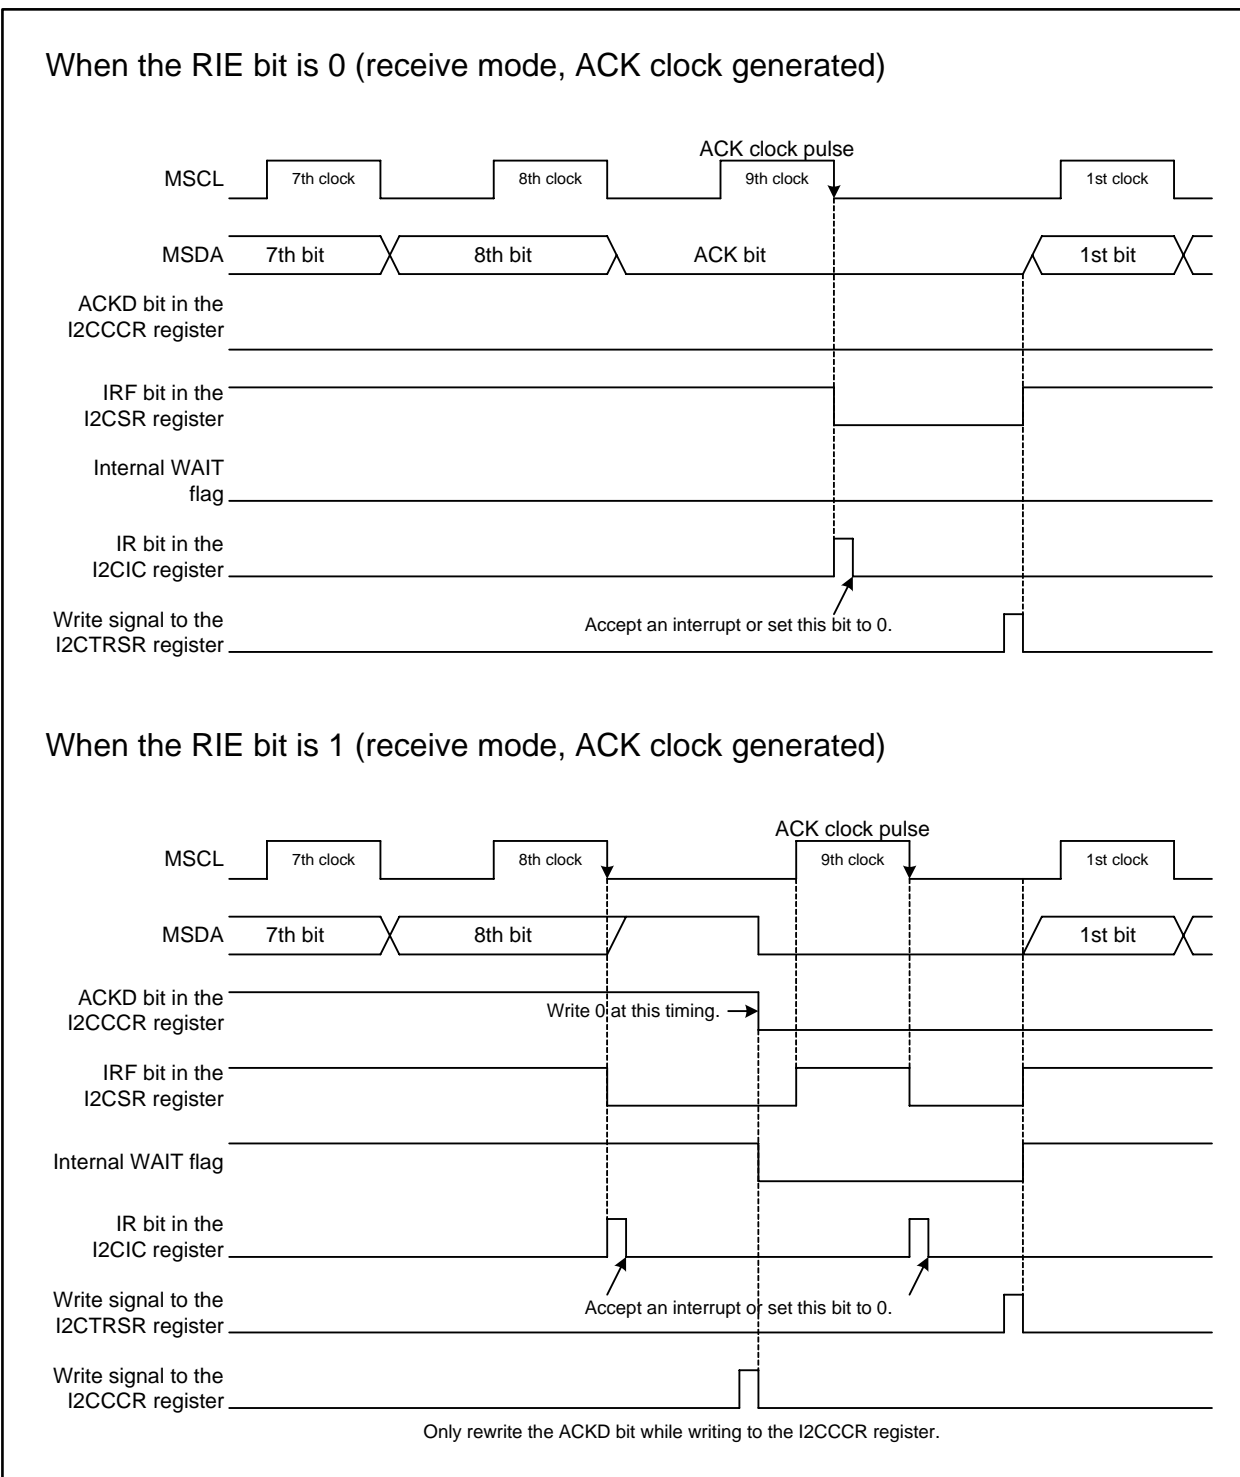 When the RIE bit is 0 (receive mode, ACK clock generated)
ACK clock pulse
MSCL
7th clock
8th clock
9th clock
1st clock
MSDA
7th bit
8th bit
ACK bit
1st bit
ACKD bit in the
I2CCCR register
IRF bit in the
I2CSR register
Internal WAIT
flag
IR bit in the
I2CIC register
Accept an interrupt or set this bit to 0.
Write signal to the
I2CTRSR register
When the RIE bit is 1 (receive mode, ACK clock generated)
ACK clock pulse
MSCL
7th clock
8th clock
9th clock
1st clock
MSDA
7th bit
8th bit
1st bit
ACKD bit in the
I2CCCR register
Write 0 at this timing.
IRF bit in the
I2CSR register
Internal WAIT flag
IR bit in the
I2CIC register
Accept an interrupt or set this bit to 0.
Write signal to the
I2CTRSR register
Write signal to the
I2CCCR register
Only rewrite the ACKD bit while writing to the I2CCCR register.